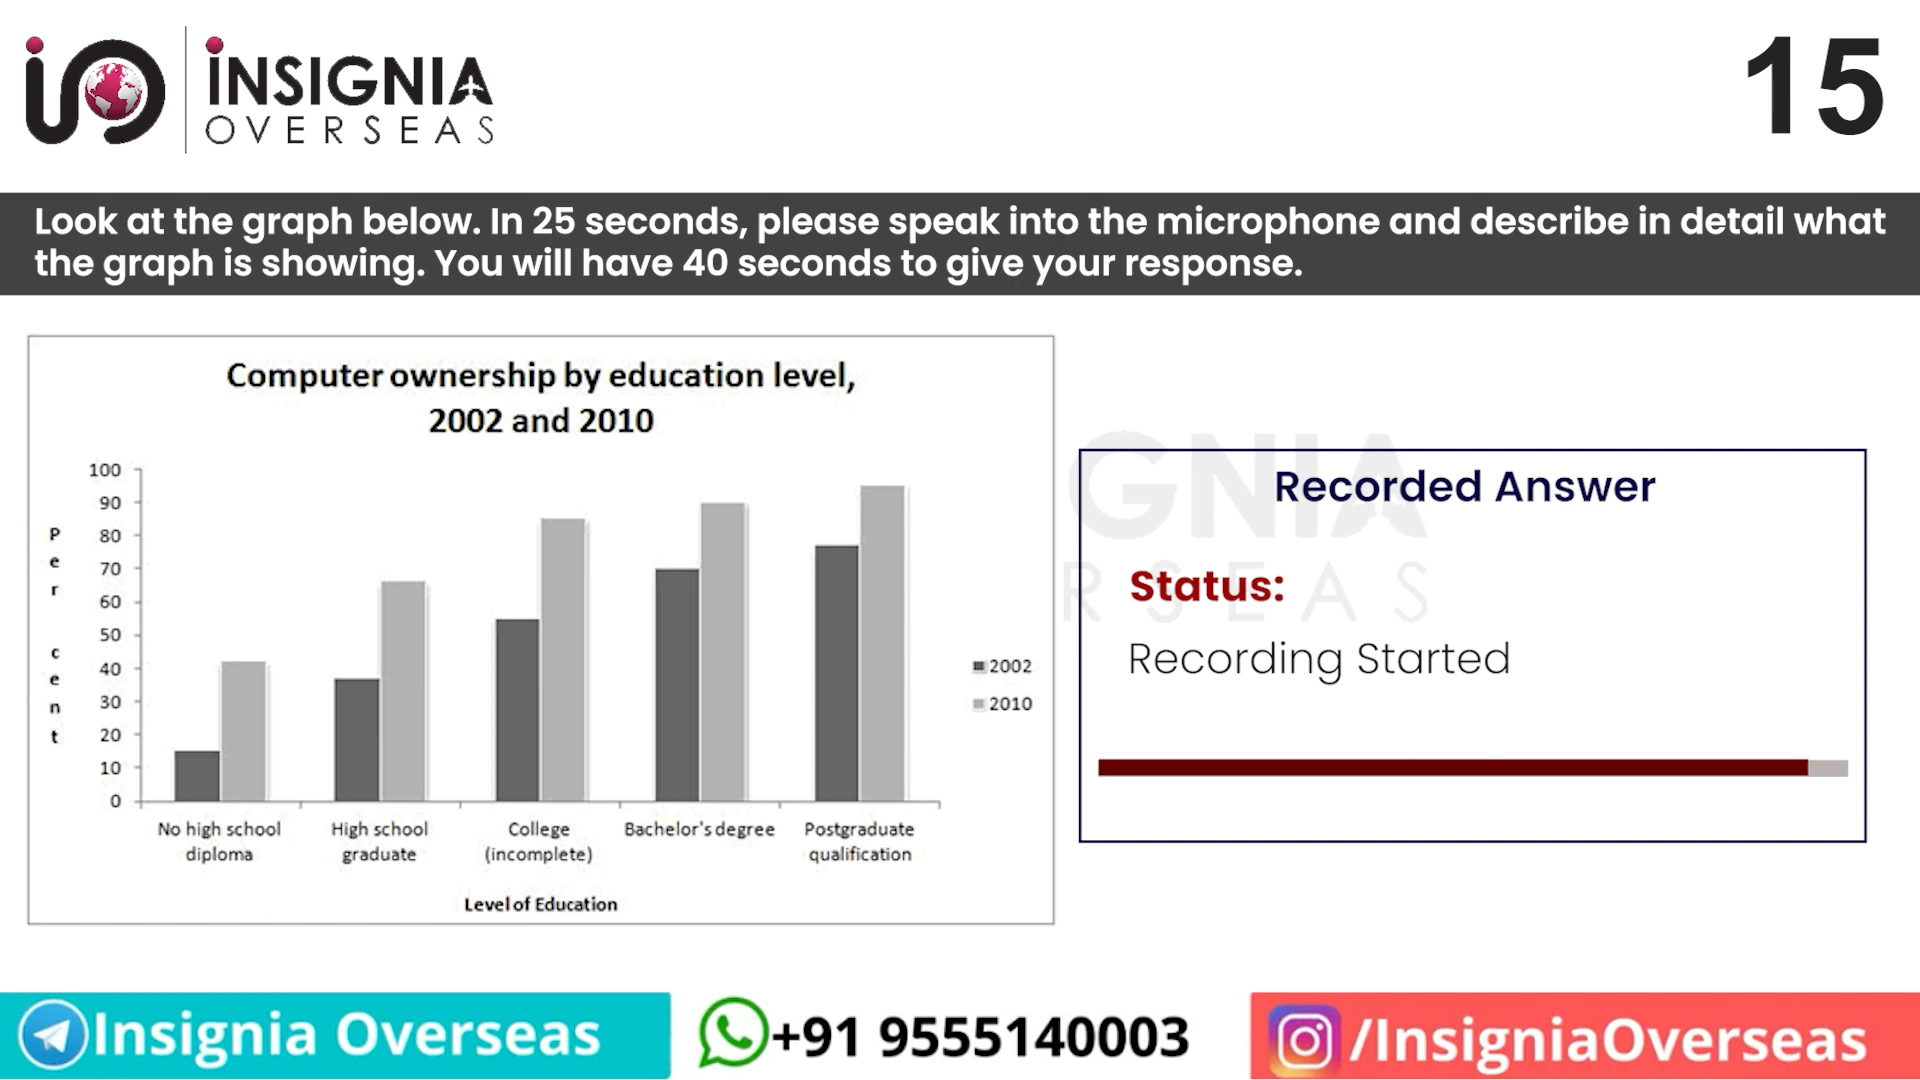 INSIGNIA
OVERSEAS
15
Look at the graph below. In 25 seconds, please speak into the microphone and describe in detail what
the graph is showing. You will have 40 seconds to give your response.
Computer ownership by education level,
2002 and 2010
Per cent
100
90
80
70
60
50
40
30
20
10
0
No high school
diploma
High school
graduate
College
(incomplete)
Bachelor's degree
Postgraduate
qualification
Level of Education
2002
2010
GNIA
RSEAS
Recorded Answer
Status:
Recording Started
Insignia Overseas
+91 9555140003
/InsigniaOverseas